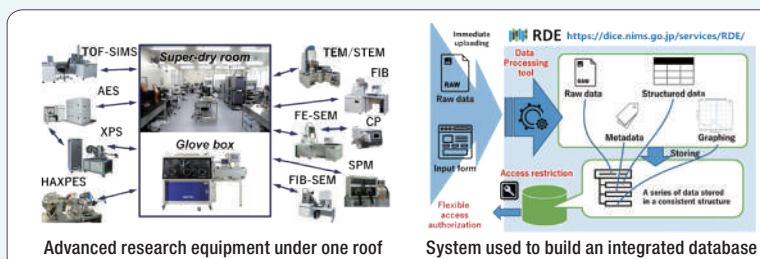 TOF-SIMS
AES
XPS
HAXPES
Super-dry room
Glove box
TEM/STEM
FIB
FE-SEM
CP
SPM
FIB-SEM
Advanced research equipment under one roof
Immediate
uploading
RAW
Raw data
Input form
RDE https://dice.nims.go.jp/services/RDE/
Data
Processing
tool
RAW
Raw data
Structured data
Metadata
Graphing
Storing
Access restriction
Flexible
access
authorization
A series of data stored
in a consistent structure
System used to build an integrated database